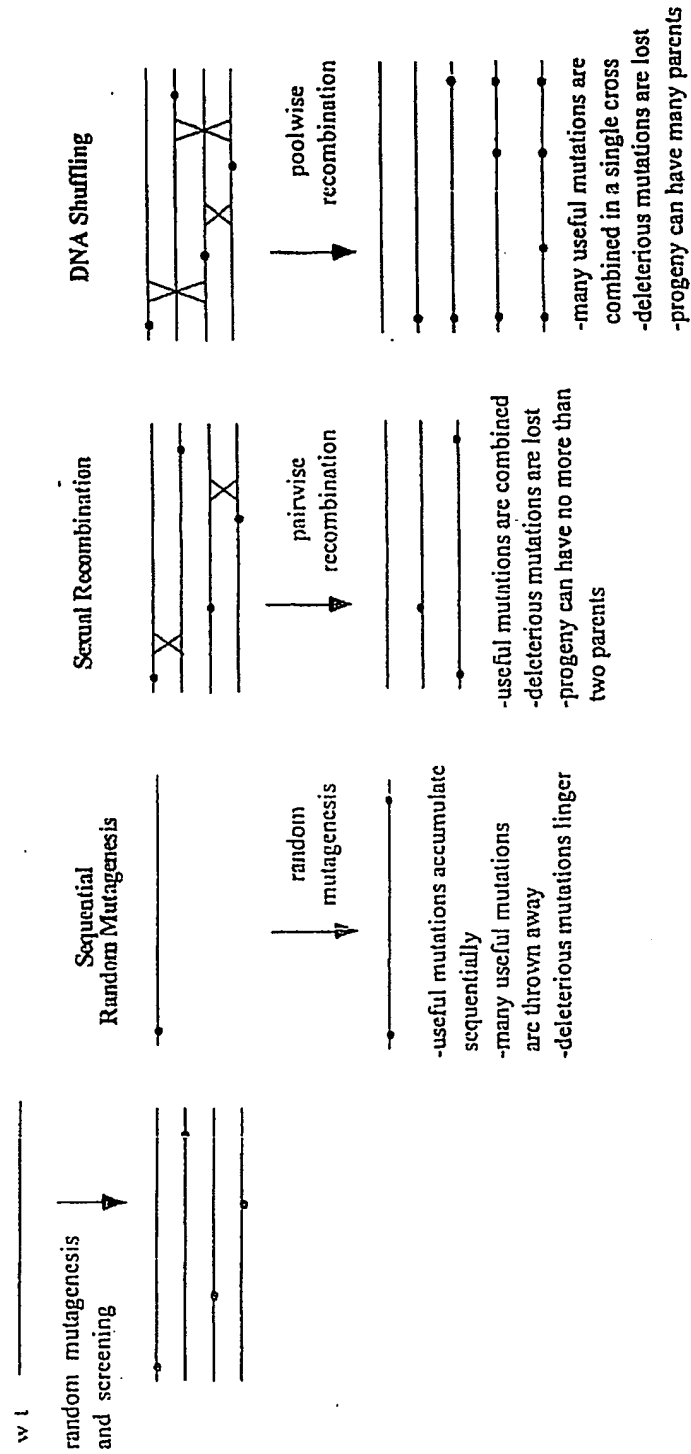 w t
random mutagenesis
and screening
Sequential
Random Mutagenesis
random
mutagenesis
-useful mutations accumulate
sequentially
-many useful mutations
are thrown away
-deleterious mutations linger
Sexual Recombination
pairwise
recombination
-useful mutations are combined
-deleterious mutations are lost
-progeny can have no more than
two parents
DNA Shuffling
poolwise
recombination
-many useful mutations are
combined in a single cross
-deleterious mutations are lost
-progeny can have many parents